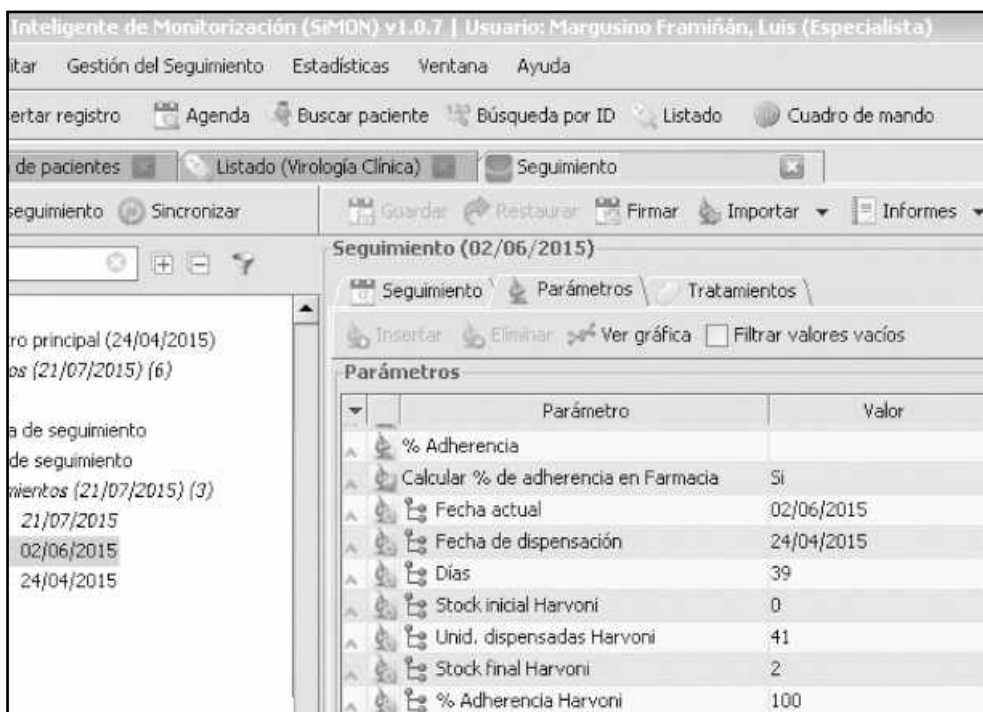 Inteligente de Monitorización (SiMON) v1.0.7 | Usuario: Margusino Framiñán, Luis (Especialista)
itar Gestión del Seguimiento Estadísticas Ventana Ayuda
ertar registro Agenda Buscar paciente Búsqueda por ID Listado Cuadro de mando
de pacientes Listado (Virología Clínica) Seguimiento
seguimiento Sincronizar Guardar Restaurar Firmar Importar Informes
Seguimiento (02/06/2015)
Seguimiento Parámetros Tratamientos
Insertar Eliminar Ver gráfica Filtrar valores vacíos
ro principal (24/04/2015)
os (21/07/2015) (6)
a de seguimiento
de seguimiento
mientos (21/07/2015) (3)
21/07/2015
02/06/2015
24/04/2015
Parámetros
Parámetro Valor
% Adherencia
Calcular % de adherencia en Farmacia Si
Fecha actual 02/06/2015
Fecha de dispensación 24/04/2015
Días 39
Stock inicial Harvoni 0
Unid. dispensadas Harvoni 41
Stock final Harvoni 2
% Adherencia Harvoni 100